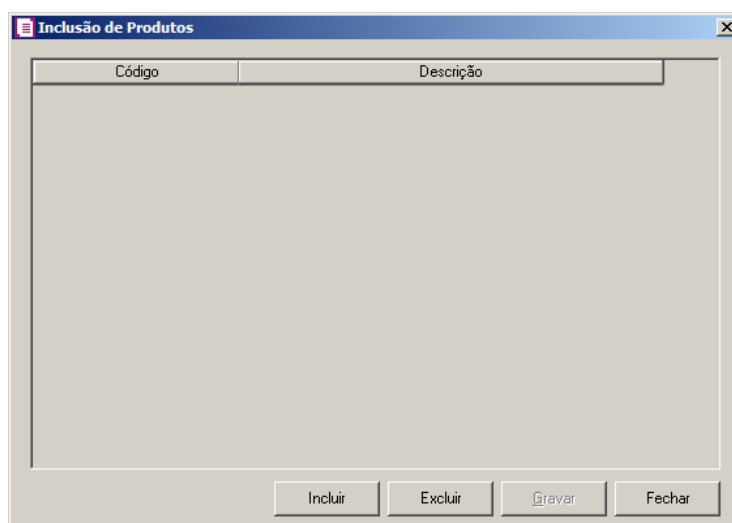 Inclusão de Produtos
Código Descrição
Incluir Excluir Gravar Fechar